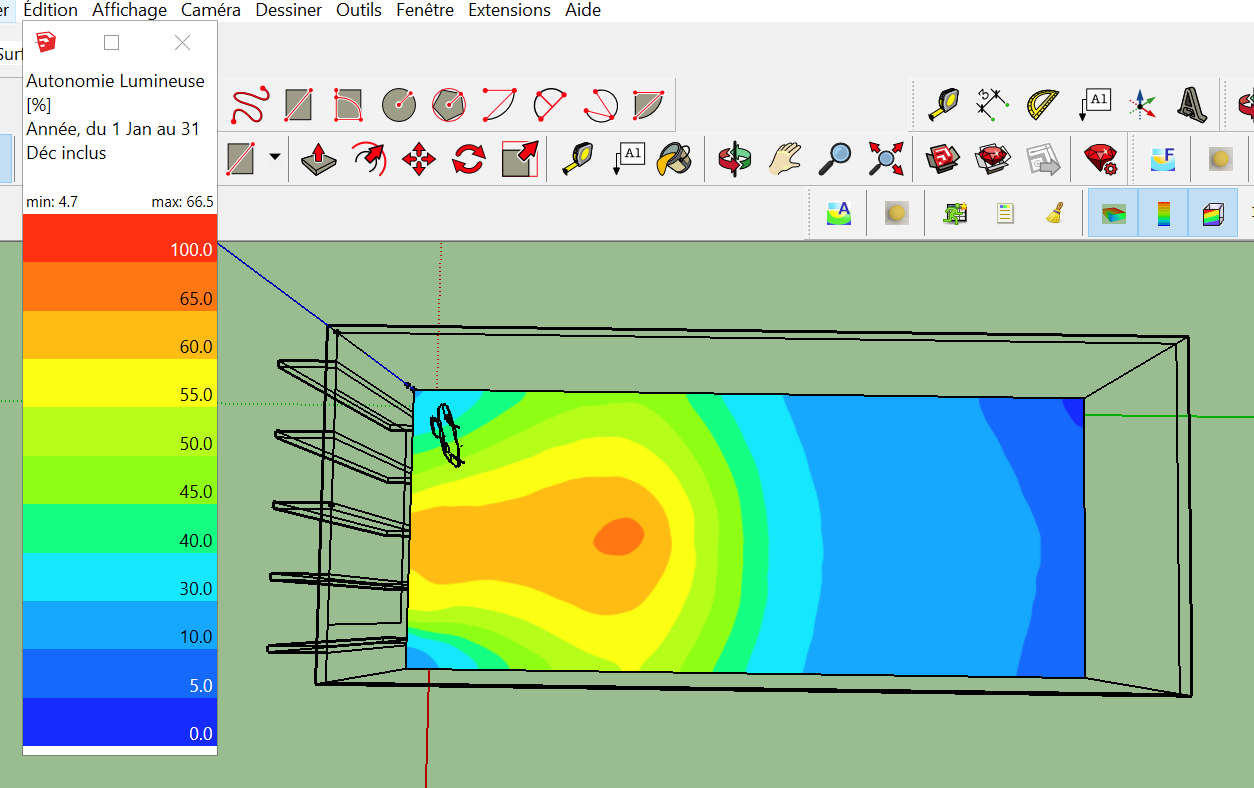 er Édition Affichage Caméra Dessiner Outils Fenêtre Extensions Aide
Surf
Autonomie Lumineuse
[%]
Année, du 1 Jan au 31
Déc inclus
min: 4.7 max: 66.5
100.0
65.0
60.0
55.0
50.0
45.0
40.0
30.0
10.0
5.0
0.0
3
A1
A
A1
F
A